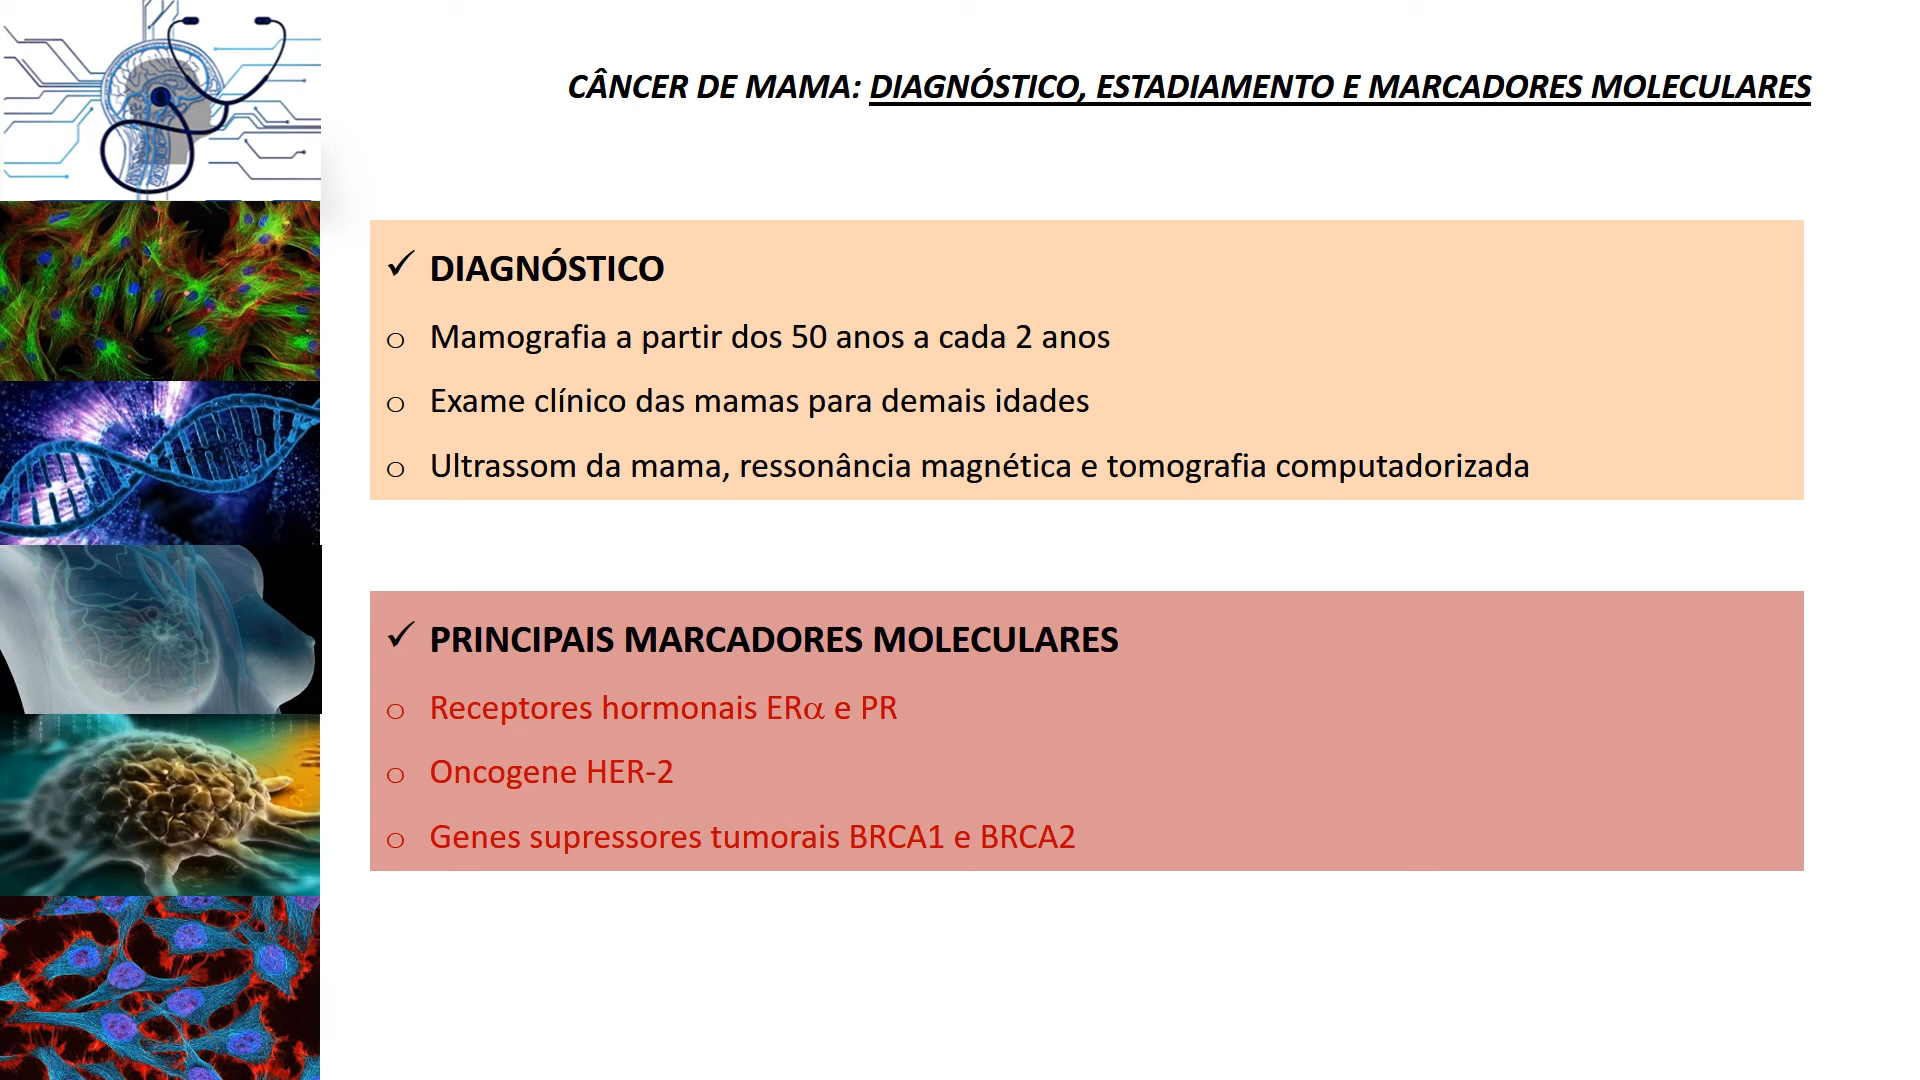 CÂNCER DE MAMA: DIAGNÓSTICO, ESTADIAMENTO E MARCADORES MOLECULARES
✓ DIAGNÓSTICO
o Mamografia a partir dos 50 anos a cada 2 anos
o Exame clínico das mamas para demais idades
o Ultrassom da mama, ressonância magnética e tomografia computadorizada
✓ PRINCIPAIS MARCADORES MOLECULARES
o Receptores hormonais ERα e PR
o Oncogene HER-2
o Genes supressores tumorais BRCA1 e BRCA2